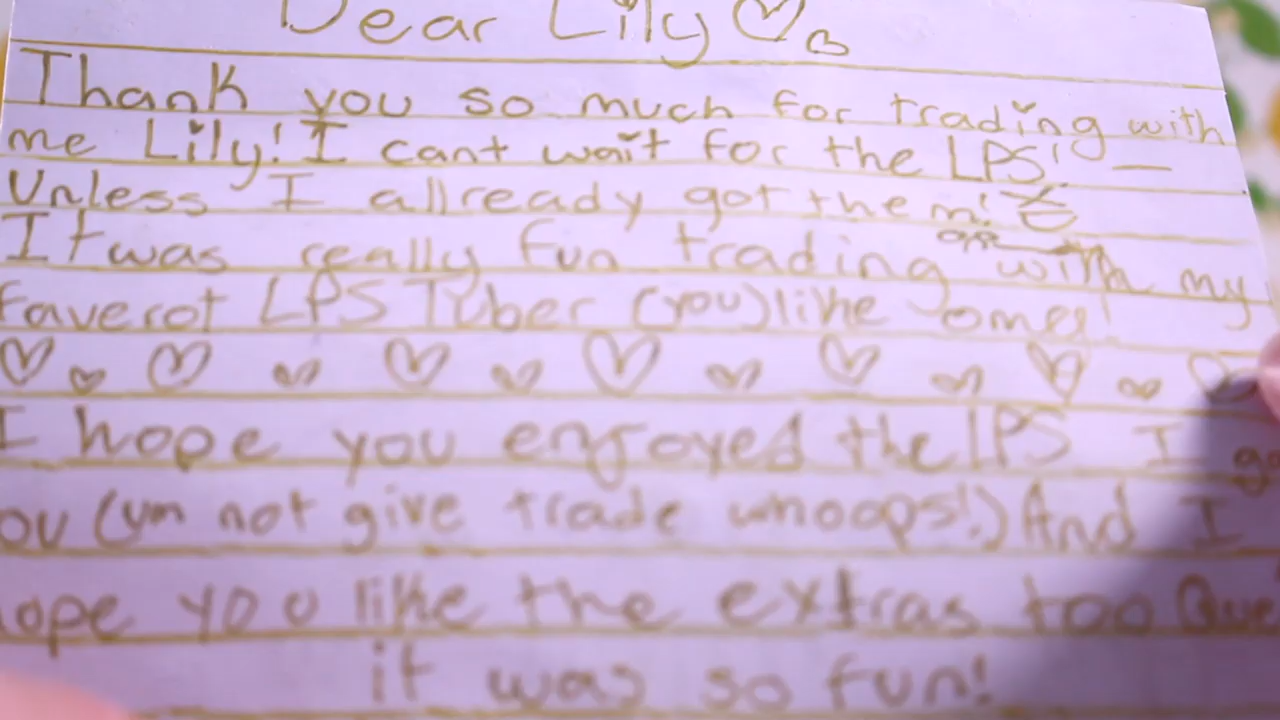 Dear Lily
Thank you so much for trading with
me Lily! I cant wait for the LPS! —
Unless I allready got them!
It was really fun trading with my
faverot LPS Tuber (you) like omg!
I hope you enjoyed the LPS I
(um not give trade whoops!) And I
hope you like the extras too
it was so fun!